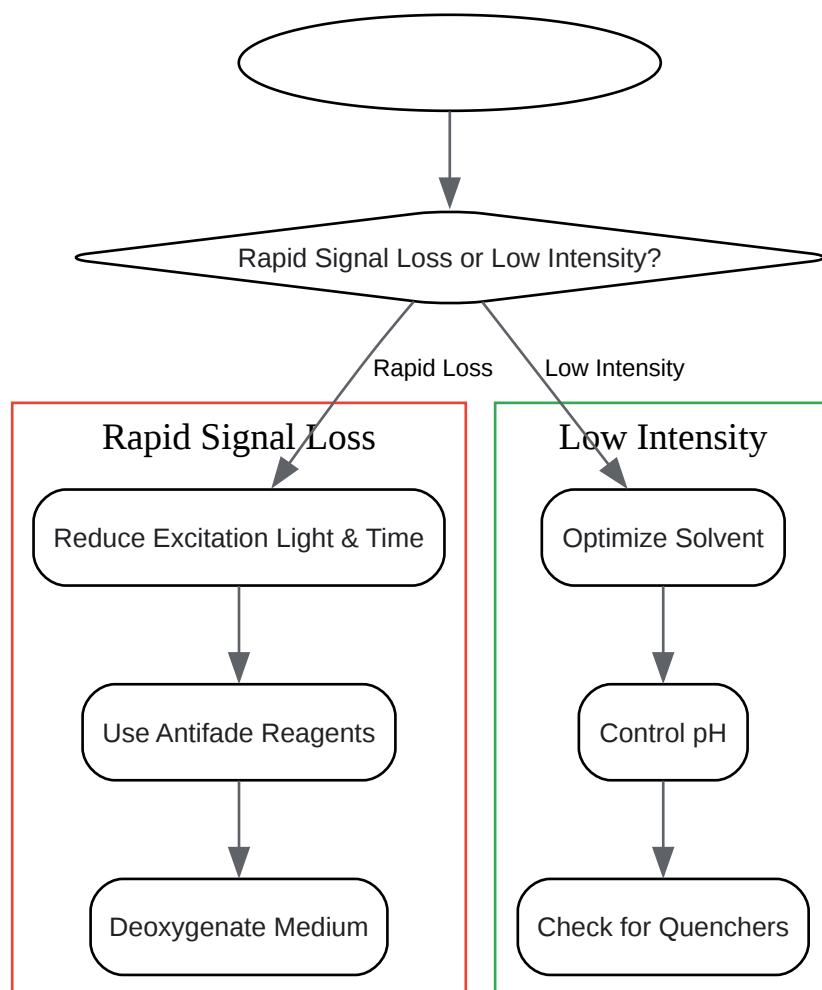 Rapid Signal Loss or Low Intensity?
Rapid Loss
Low Intensity
Rapid Signal Loss
Low Intensity
Reduce Excitation Light & Time
Optimize Solvent
Use Antifade Reagents
Control pH
Deoxygenate Medium
Check for Quenchers